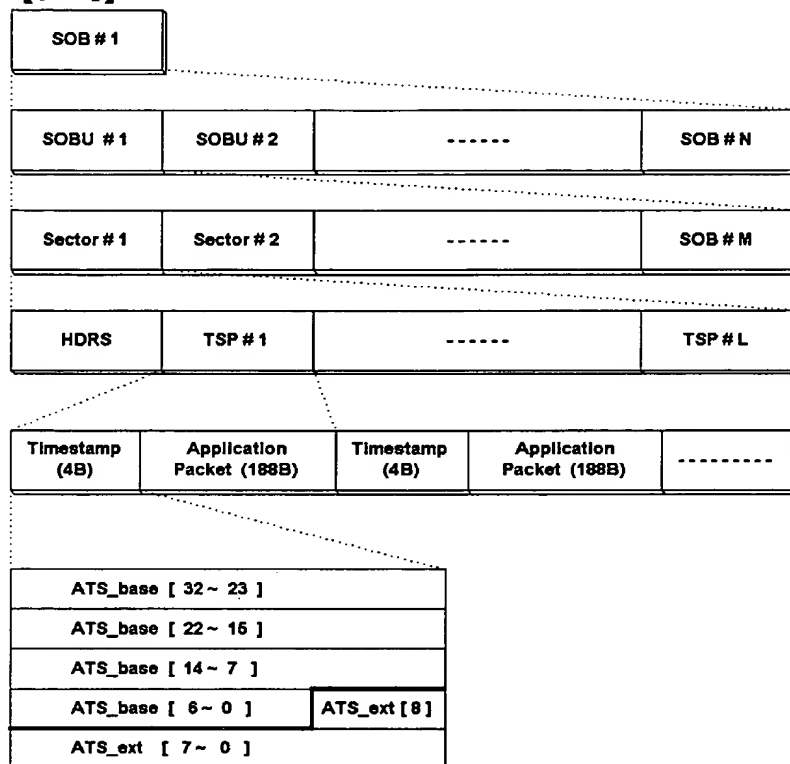 SOB # 1
SOBU # 1 SOBU # 2 ------ SOB # N
Sector # 1 Sector # 2 ------ SOB # M
HDRS TSP # 1 ------ TSP # L
Timestamp (4B) Application Packet (188B) Timestamp (4B) Application Packet (188B) ---------
ATS_base [ 32 ~ 23 ]
ATS_base [ 22 ~ 15 ]
ATS_base [ 14 ~ 7 ]
ATS_base [ 6 ~ 0 ] ATS_ext [ 8 ]
ATS_ext [ 7 ~ 0 ]